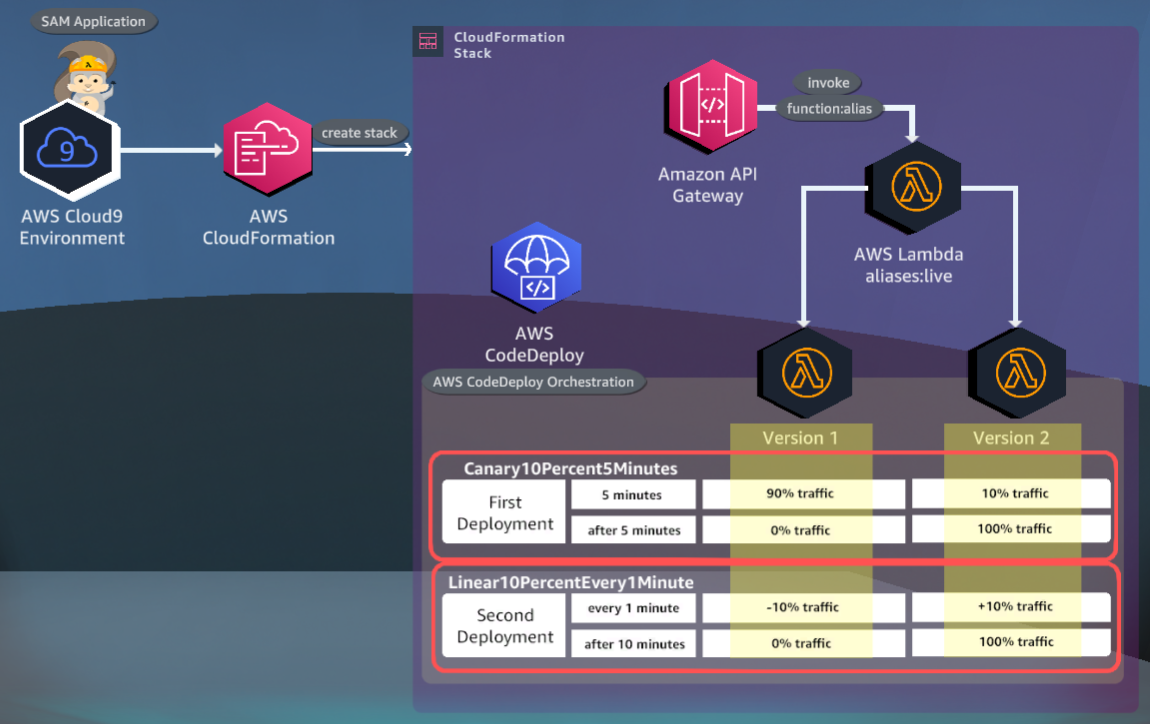 SAM Application
9
AWS Cloud9
Environment
AWS
CloudFormation
create stack
CloudFormation
Stack
Amazon API
Gateway
invoke
function:alias
AWS Lambda
aliases:live
AWS
CodeDeploy
AWS CodeDeploy Orchestration
Version 1
Version 2
Canary10Percent5Minutes
First
Deployment
5 minutes
90% traffic
10% traffic
after 5 minutes
0% traffic
100% traffic
Linear10PercentEvery1Minute
Second
Deployment
every 1 minute
-10% traffic
+10% traffic
after 10 minutes
0% traffic
100% traffic